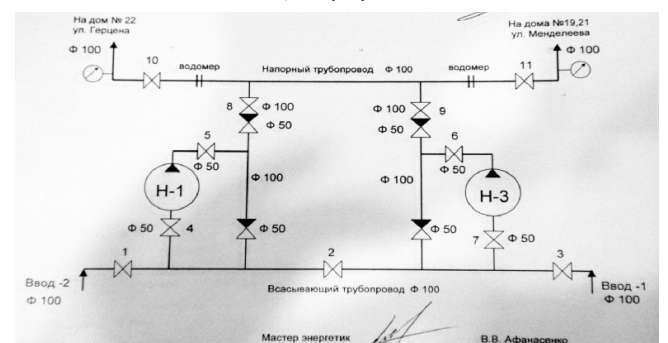 На дом № 22
ул. Герцена
Ф 100
На дома №19,21
ул. Менделеева
Ф 100
10
водомер
Напорный трубопровод Ф 100
водомер
11
8
Ф 100
Ф 50
Ф 100
9
Ф 50
5
Ф 50
6
Ф 50
Н-1
Ф 100
Ф 100
Н-3
Ф 50
4
Ф 50
Ф 50
7
Ф 50
1
2
3
Ввод -2
Ф 100
Всасывающий трубопровод Ф 100
Ввод -1
Ф 100
Мастер энергетик
В.В. Афанасенко